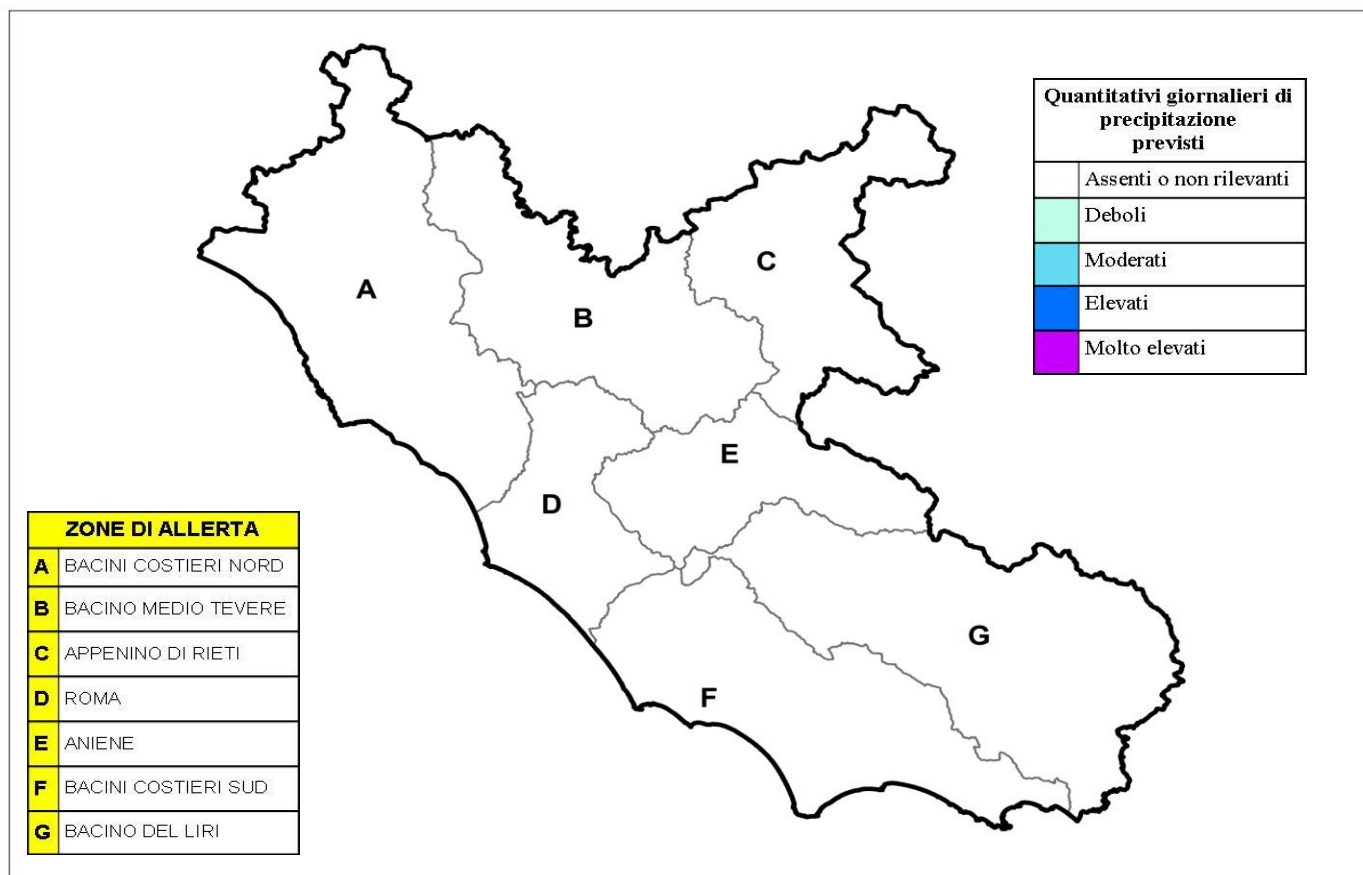 Quantitativi giornalieri di
precipitazione
previsti
Assenti o non rilevanti
Deboli
Moderati
Elevati
Molto elevati
A
B
C
D
E
F
G
ZONE DI ALLERTA
A BACINI COSTIERI NORD
B BACINO MEDIO TEVERE
C APPENINO DI RIETI
D ROMA
E ANIENE
F BACINI COSTIERI SUD
G BACINO DEL LIRI